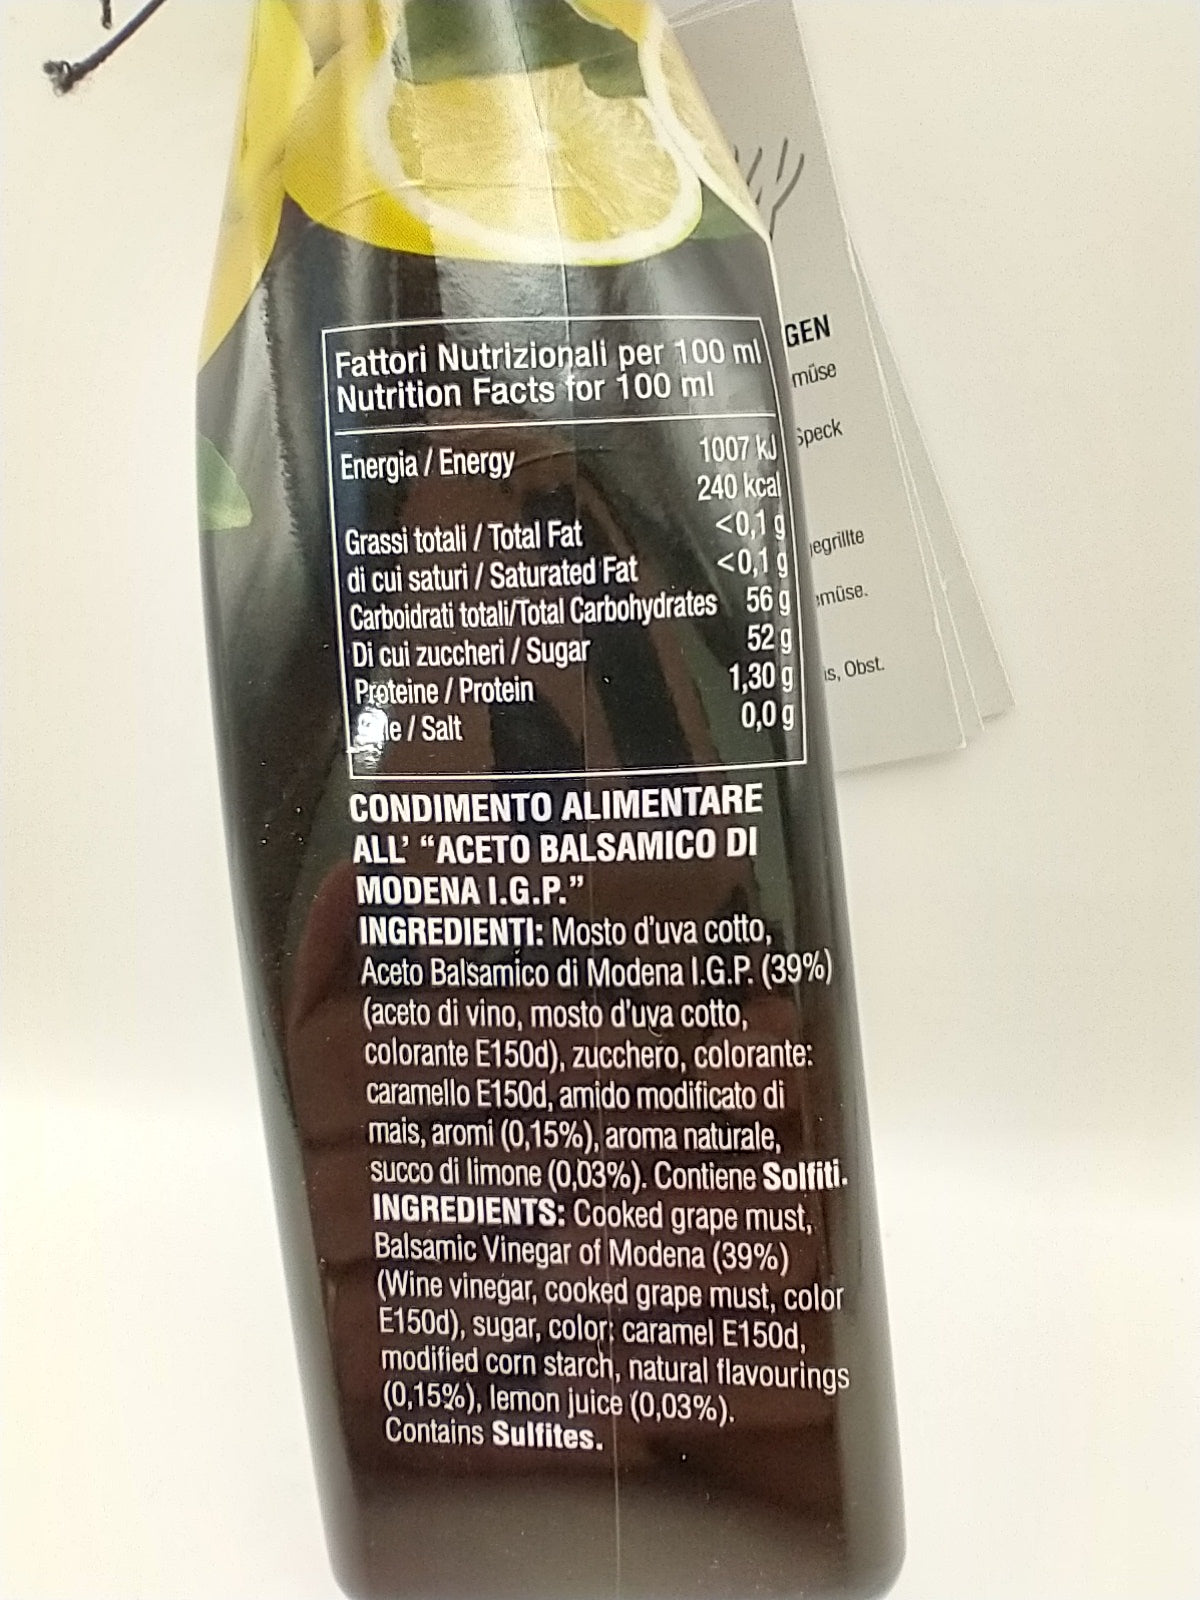 Fattori Nutrizionali per 100 ml
Nutrition Facts for 100 ml
Energia / Energy 1007 kJ
240 kcal
Grassi totali / Total Fat <0,1 g
di cui saturi / Saturated Fat <0,1 g
Carboidrati totali/Total Carbohydrates 56 g
Di cui zuccheri / Sugar 52 g
Proteine / Protein 1,30 g
/ Salt 0,0 g
CONDIMENTO ALIMENTARE
ALL' “ACETO BALSAMICO DI
MODENA I.G.P.”
INGREDIENTI: Mosto d'uva cotto,
Aceto Balsamico di Modena I.G.P. (39%)
(aceto di vino, mosto d'uva cotto,
colorante E150d), zucchero, colorante:
caramello E150d, amido modificato di
mais, aromi (0,15%), aroma naturale,
succo di limone (0,03%). Contiene Solfiti.
INGREDIENTS: Cooked grape must,
Balsamic Vinegar of Modena (39%)
(Wine vinegar, cooked grape must, color
E150d), sugar, color: caramel E150d,
modified corn starch, natural flavourings
(0,15%), lemon juice (0,03%).
Contains Sulfites.
GEN
müse
Speck
egrillte
müse.
is, Obst.